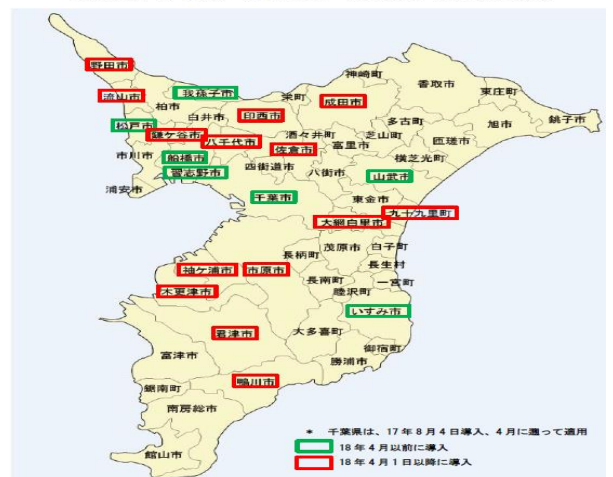 野田市
流山市
我孫子市
柏市
松戸市
白井市
印西市
栄町
成田市
神崎町
香取市
東庄町
鎌ケ谷市
八千代市
酒々井町
佐倉市
富里市
芝山町
多古町
旭市
銚子市
匝瑳市
横芝光町
市川市
船橋市
習志野市
浦安市
四街道市
八街市
山武市
千葉市
東金市
九十九里町
大網白里市
袖ケ浦市
市原市
長柄町
茂原市
白子町
長生村
長南町
一宮町
睦沢町
木更津市
いすみ市
君津市
大多喜町
御宿町
勝浦市
富津市
鴨川市
鋸南町
南房総市
館山市
* 千葉県は、17年8月4日導入、4月に遡って適用
18年4月以前に導入
18年4月1日以降に導入